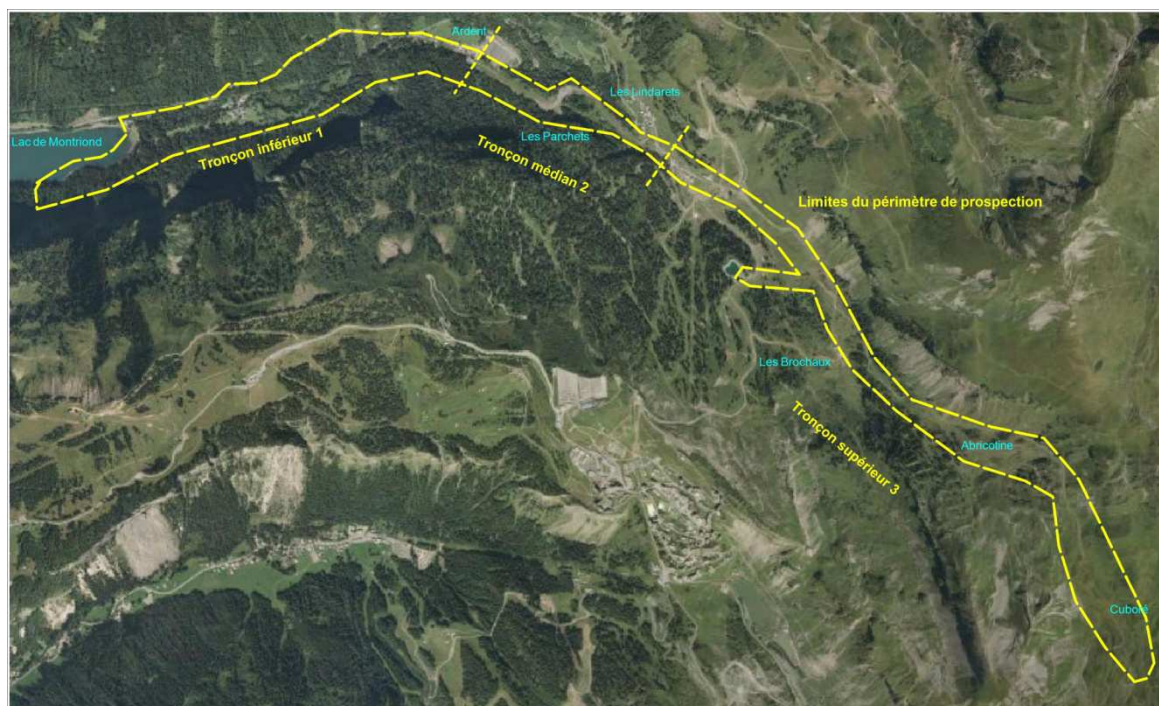 Ardent
Les Lindarets
Lac de Montriond
Tronçon inférieur 1
Les Parchets
Tronçon médian 2
Limites du périmètre de prospection
Les Brochaux
Tronçon supérieur 3
Abricotine
Cuboré